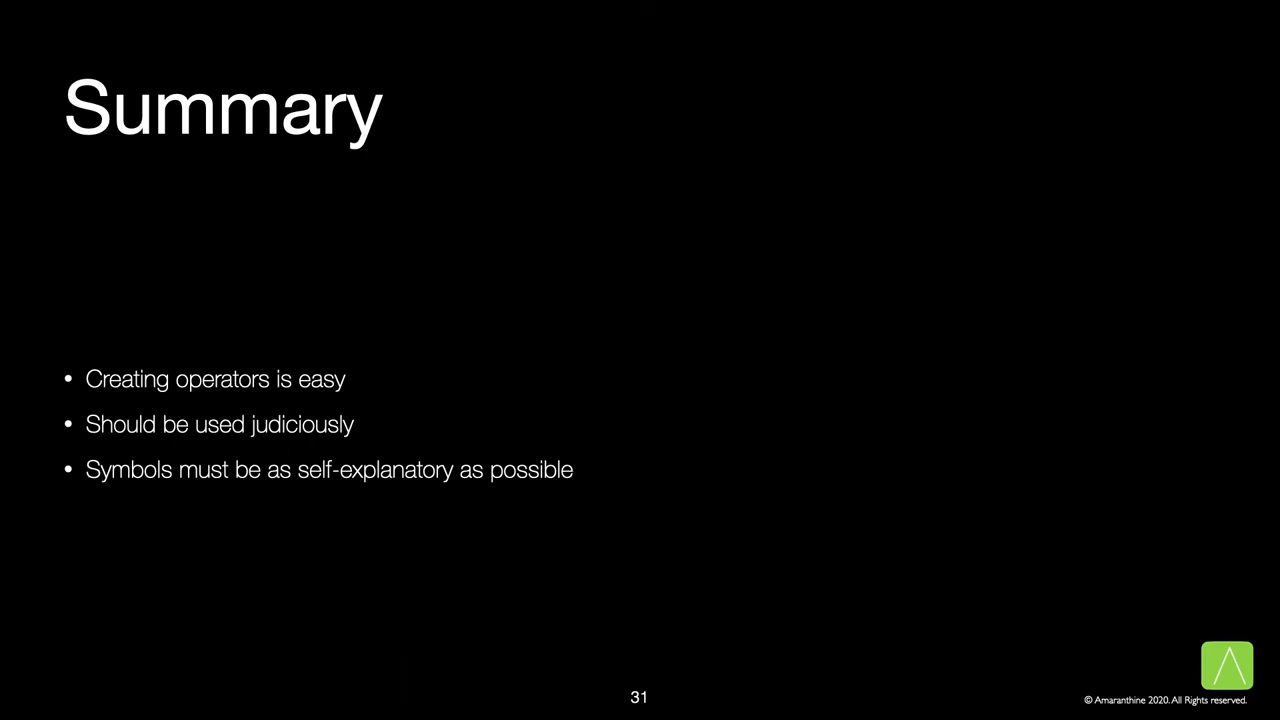 Summary
• Creating operators is easy
• Should be used judiciously
• Symbols must be as self-explanatory as possible
31
© Amaranthine 2020. All Rights reserved.